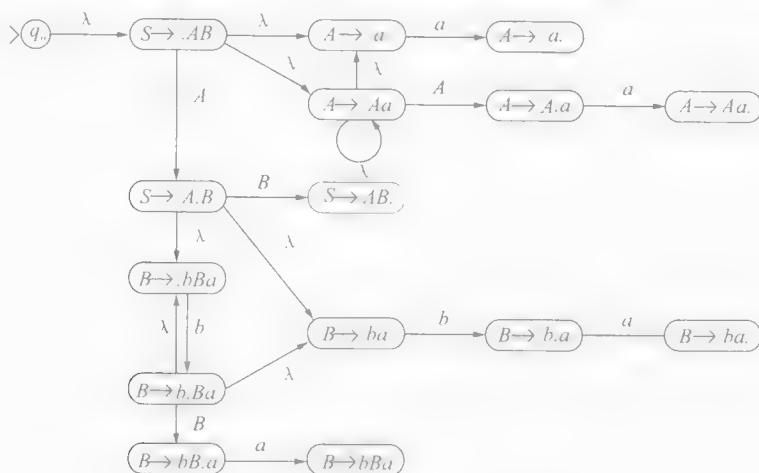 λ λ a
q₀ S → .AB A → a A → a.
λ λ
A A a
A → Aa A → A.a A → Aa.
λ
B
S → A.B S → AB.
λ λ
B → .bBa
λ b b a
B → ba B → b.a B → ba.
B → b.Ba λ
B a
B → bB.a B → bBa